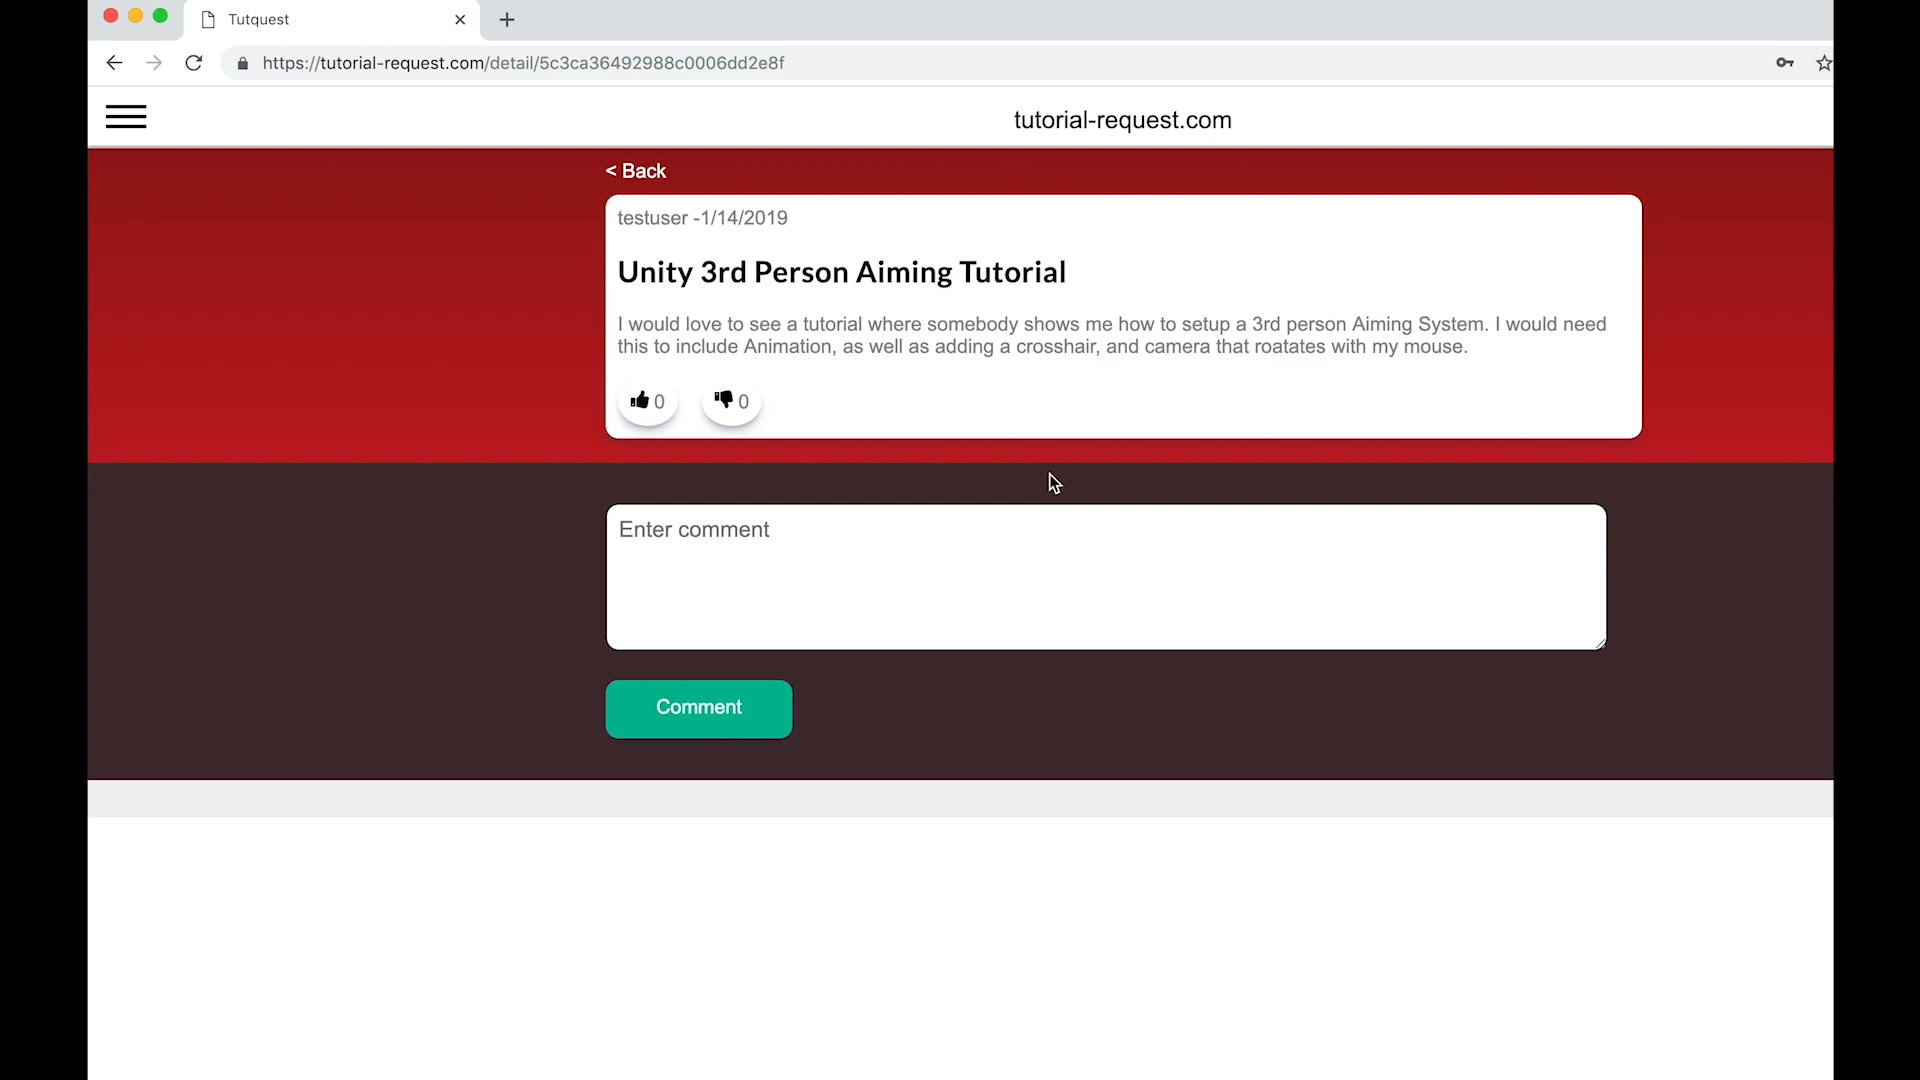 Tutquest
https://tutorial-request.com/detail/5c3ca36492988c0006dd2e8f
tutorial-request.com
< Back
testuser -1/14/2019
Unity 3rd Person Aiming Tutorial
I would love to see a tutorial where somebody shows me how to setup a 3rd person Aiming System. I would need
this to include Animation, as well as adding a crosshair, and camera that roatates with my mouse.
0 0
Enter comment
Comment